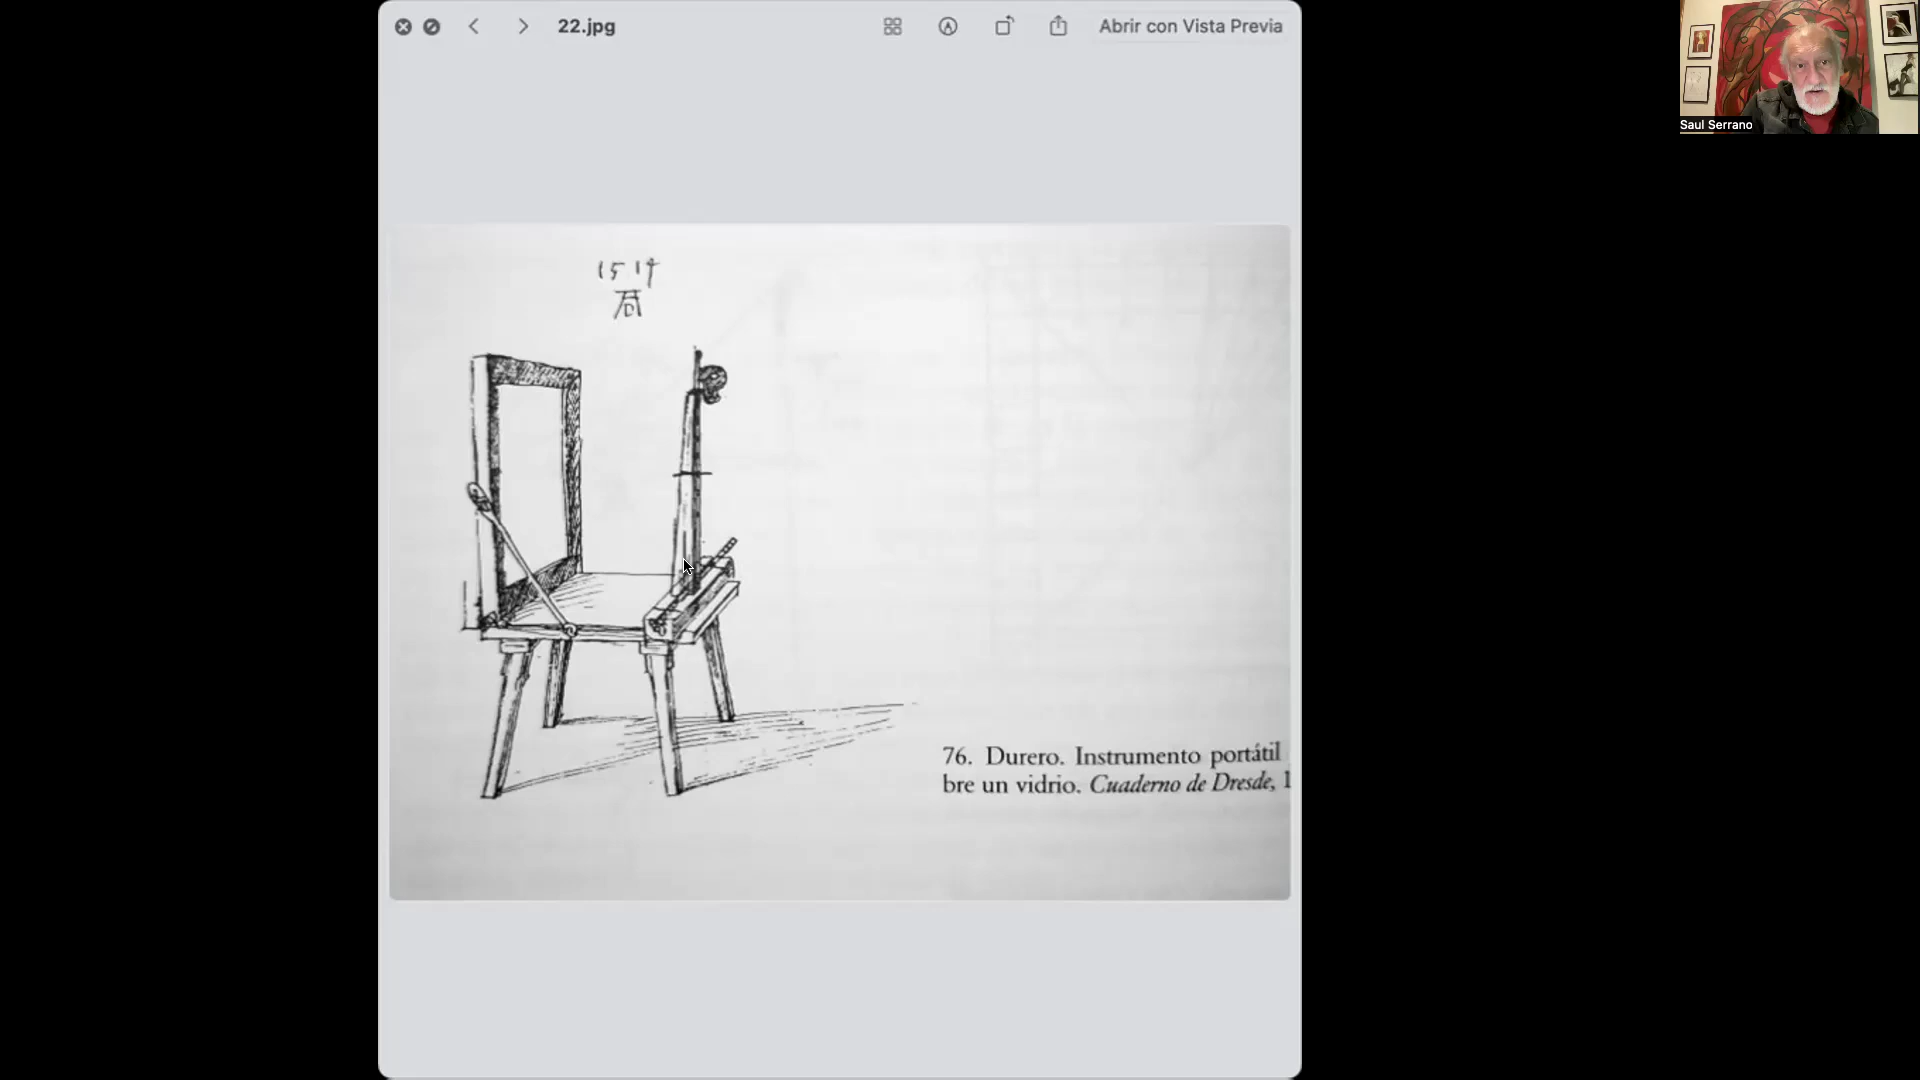 22.jpg
Abrir con Vista Previa
Saul Serrano
76. Durero. Instrumento portátil
bre un vidrio. Cuaderno de Dresde, 1